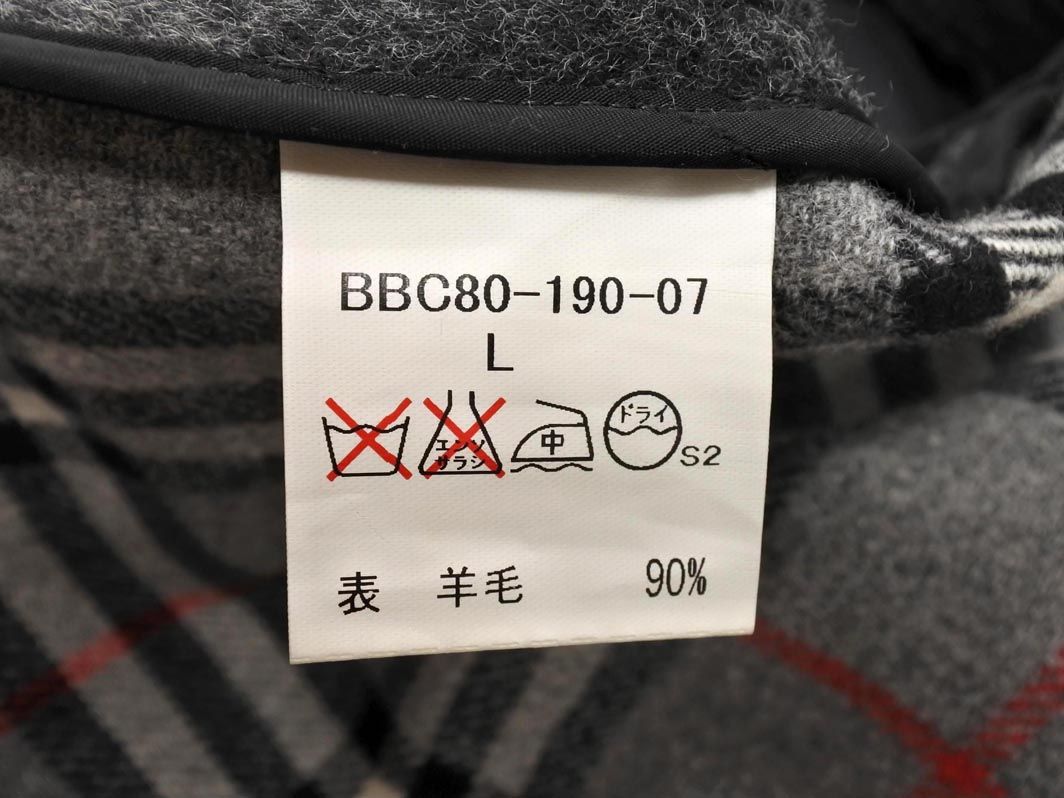 BBC80-190-07
L
エンソ
サラシ
中
ドライ
S2
表 羊毛 90%